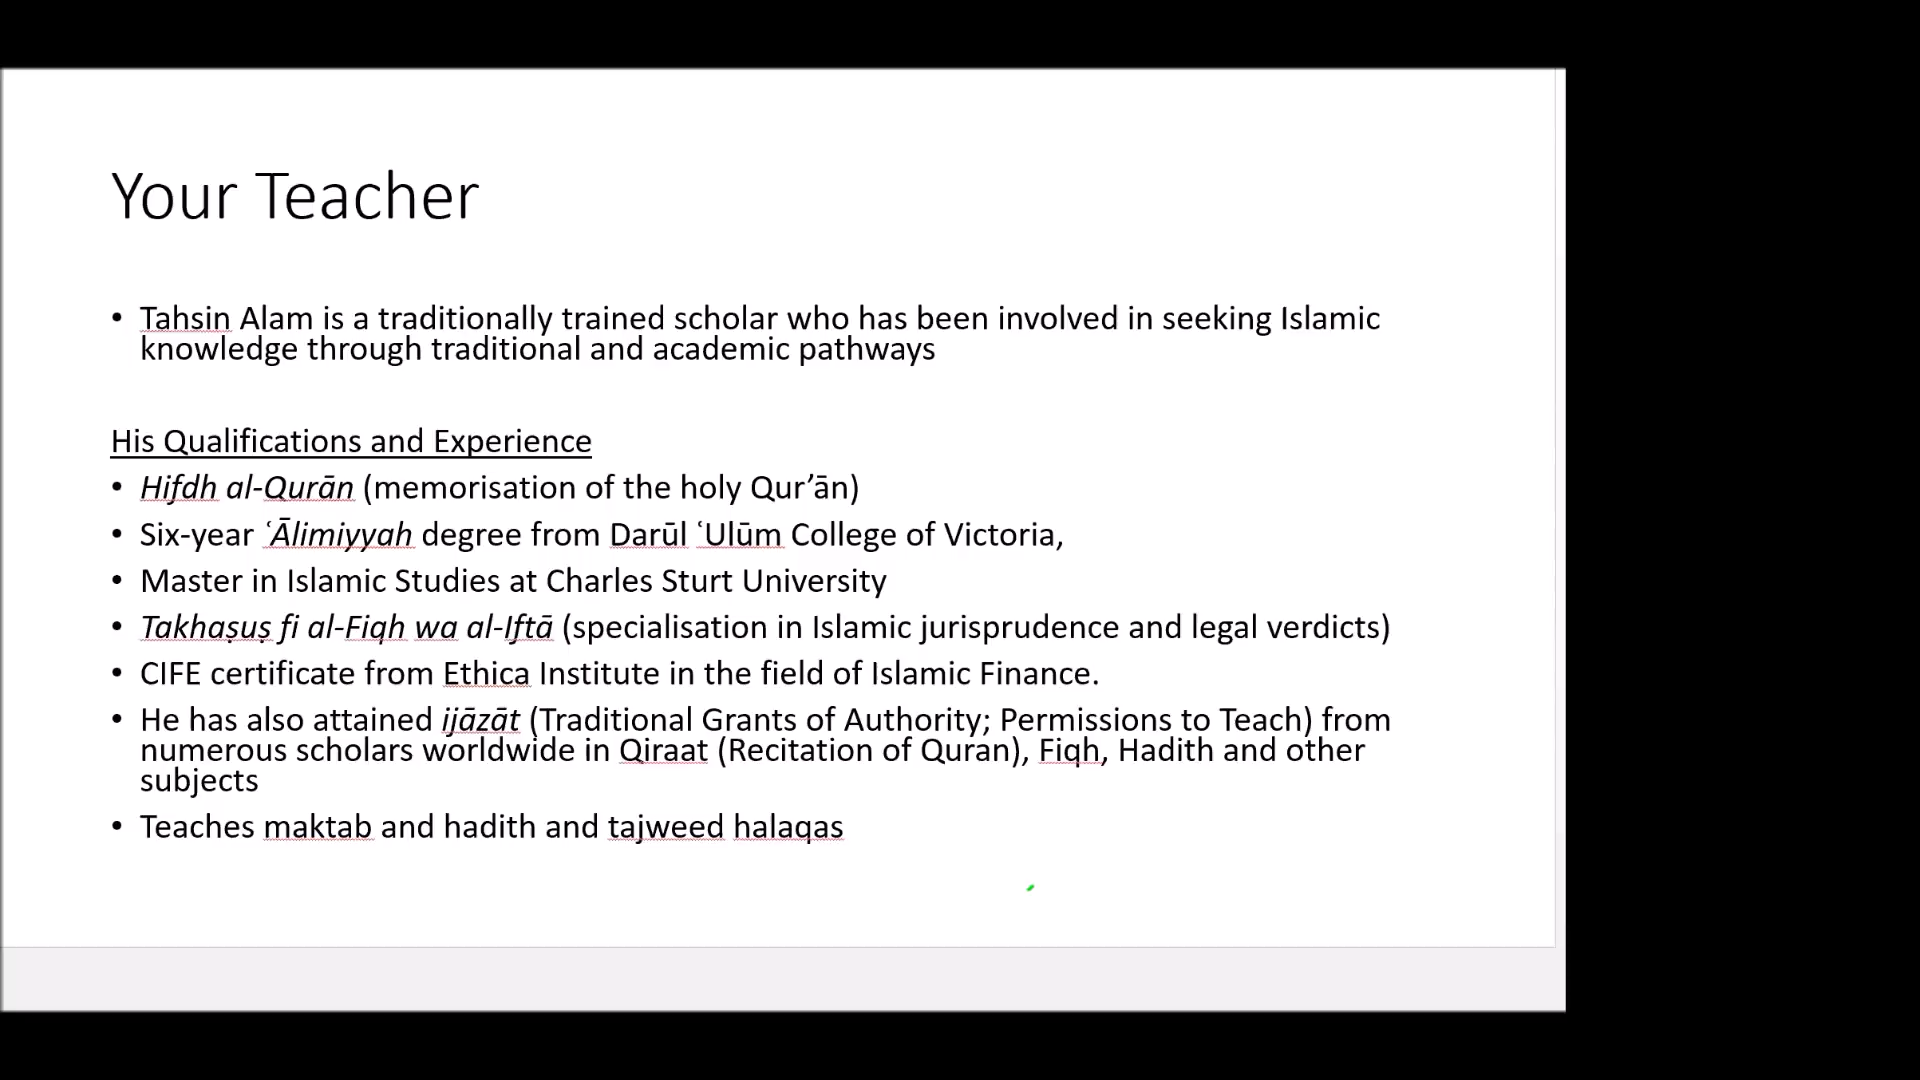 Your Teacher
• Tahsin Alam is a traditionally trained scholar who has been involved in seeking Islamic
knowledge through traditional and academic pathways
His Qualifications and Experience
• Hifdh al-Qurān (memorisation of the holy Qur’ān)
• Six-year ʿĀlimiyyah degree from Darūl ʿUlūm College of Victoria,
• Master in Islamic Studies at Charles Sturt University
• Takhaṣuṣ fi al-Fiqh wa al-Iftā (specialisation in Islamic jurisprudence and legal verdicts)
• CIFE certificate from Ethica Institute in the field of Islamic Finance.
• He has also attained ijāzāt (Traditional Grants of Authority; Permissions to Teach) from
numerous scholars worldwide in Qiraat (Recitation of Quran), Fiqh, Hadith and other
subjects
• Teaches maktab and hadith and tajweed halaqas